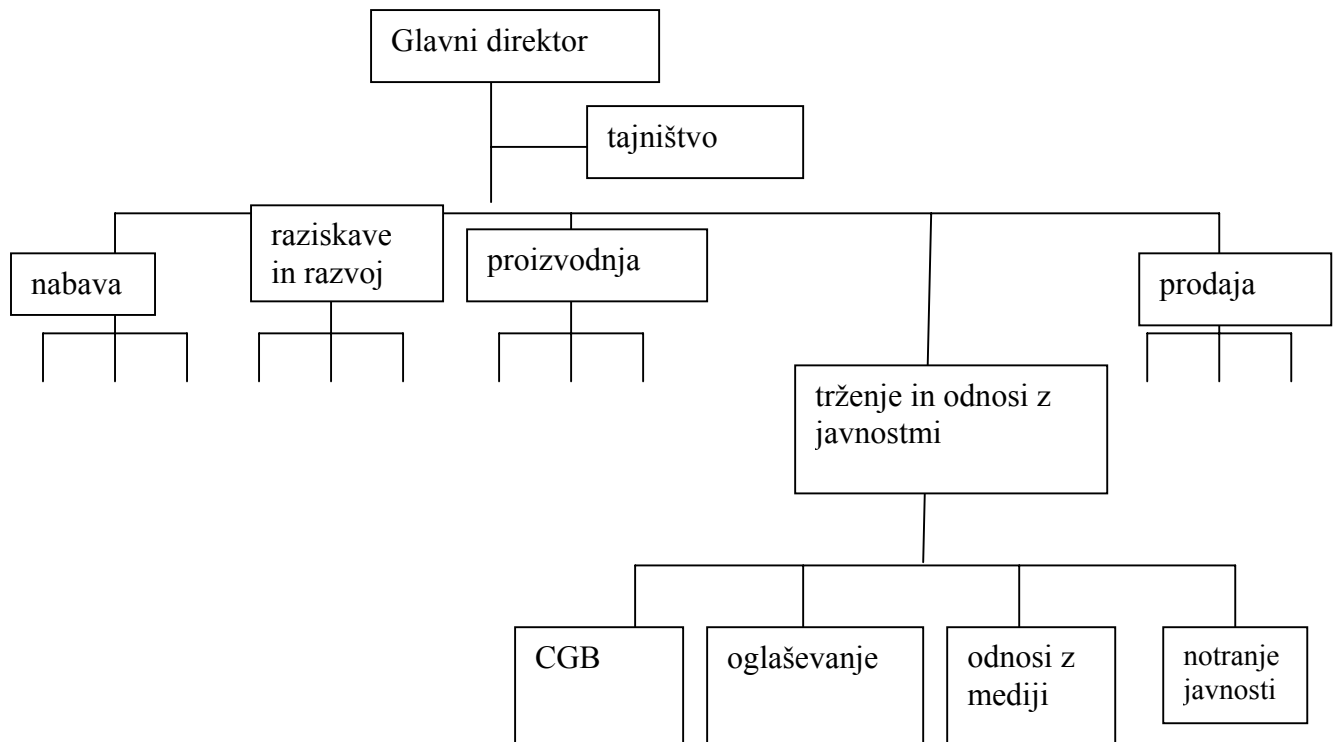 Glavni direktor
tajništvo
nabava
raziskave
in razvoj
proizvodnja
prodaja
trženje in odnosi z
javnostmi
CGB
oglaševanje
odnosi z
mediji
notranje
javnosti